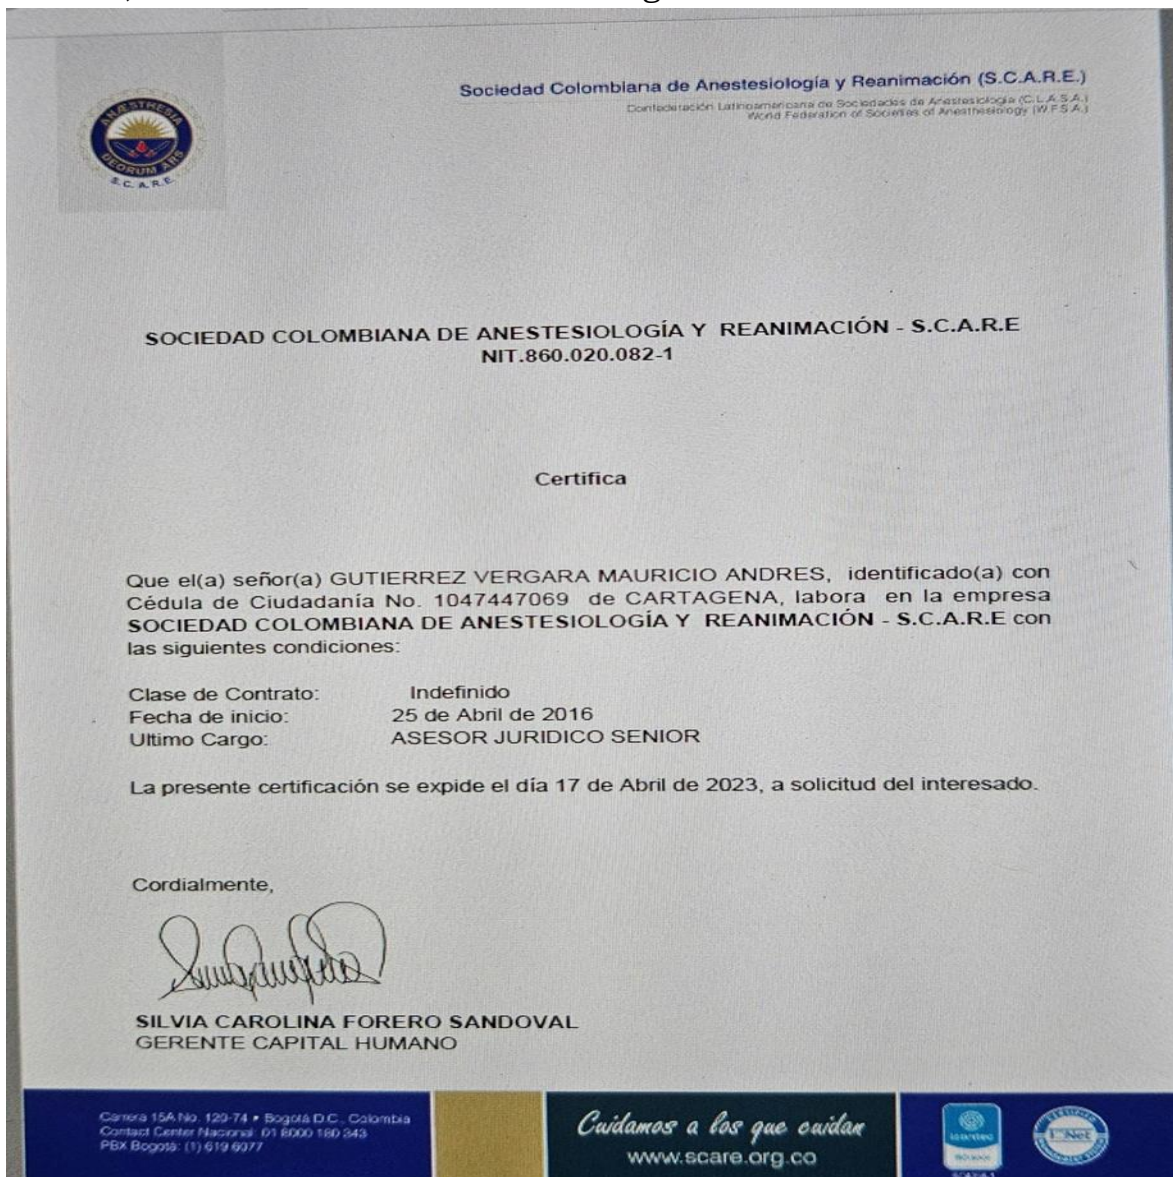 Sociedad Colombiana de Anestesiología y Reanimación (S.C.A.R.E.)
Confederación Latinoamericana de Sociedades de Anestesiología (C.L.A.S.A.)
World Federation of Societies of Anesthesiology (W.F.S.A.)
ANÆSTHESIA
DEORUM ARS
S.C.A.R.E.
SOCIEDAD COLOMBIANA DE ANESTESIOLOGÍA Y REANIMACIÓN - S.C.A.R.E
NIT.860.020.082-1
Certifica
Que el(a) señor(a) GUTIERREZ VERGARA MAURICIO ANDRES, identificado(a) con
Cédula de Ciudadanía No. 1047447069 de CARTAGENA, labora en la empresa
SOCIEDAD COLOMBIANA DE ANESTESIOLOGÍA Y REANIMACIÓN - S.C.A.R.E con
las siguientes condiciones:
Clase de Contrato: Indefinido
Fecha de inicio: 25 de Abril de 2016
Ultimo Cargo: ASESOR JURIDICO SENIOR
La presente certificación se expide el día 17 de Abril de 2023, a solicitud del interesado.
Cordialmente,
SILVIA CAROLINA FORERO SANDOVAL
GERENTE CAPITAL HUMANO
Carrera 15A No. 120-74 • Bogotá D.C., Colombia
Contact Center Nacional: 01 8000 180 343
PBX Bogotá: (1) 619 6077
Cuidamos a los que cuidan
www.scare.org.co
icontec